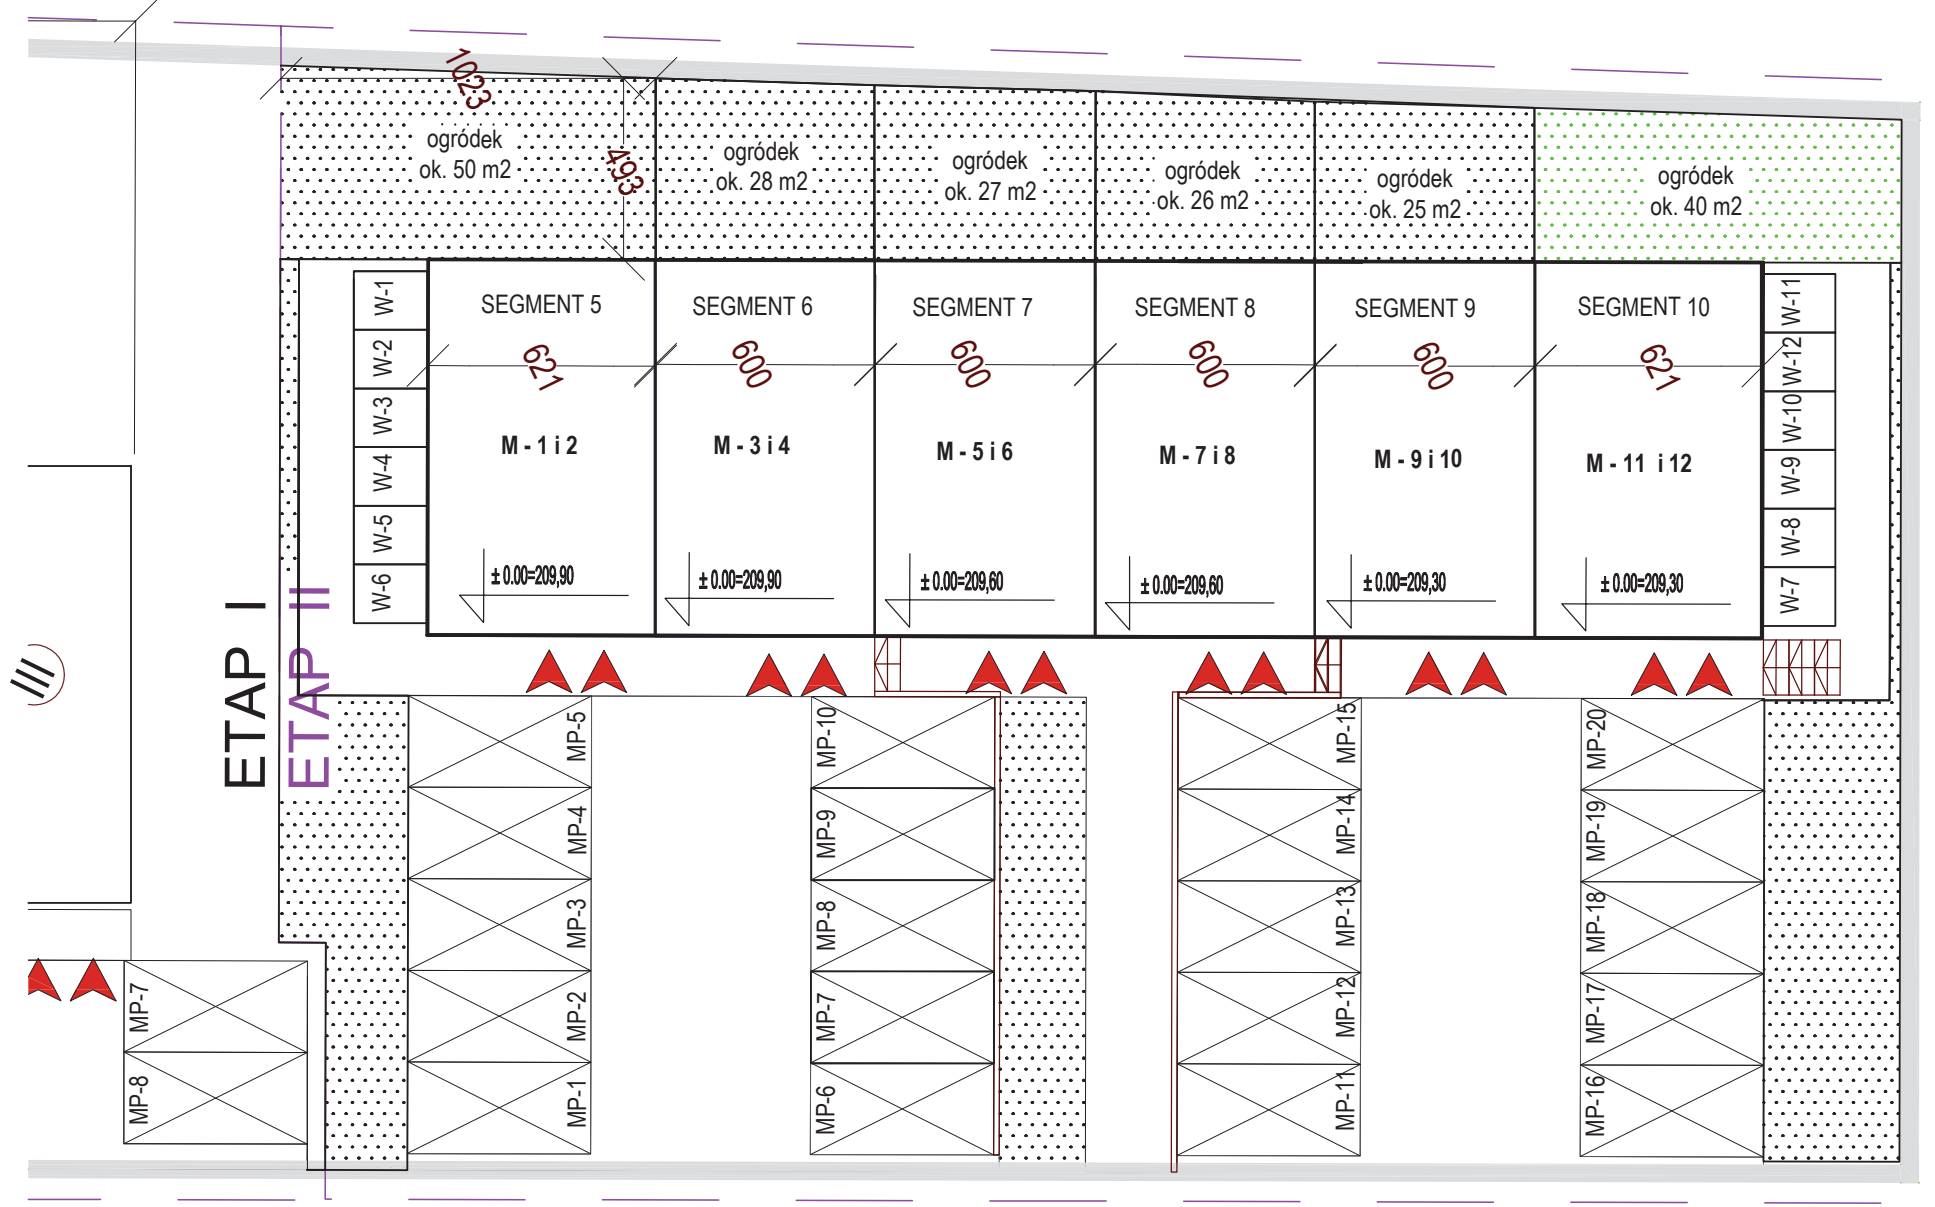 1023
493
ogródek
ok. 50 m2
ogródek
ok. 28 m2
ogródek
ok. 27 m2
ogródek
ok. 26 m2
ogródek
ok. 25 m2
ogródek
ok. 40 m2
W-1
W-2
W-3
W-4
W-5
W-6
SEGMENT 5
SEGMENT 6
SEGMENT 7
SEGMENT 8
SEGMENT 9
SEGMENT 10
621
600
600
600
600
621
M - 1 i 2
M - 3 i 4
M - 5 i 6
M - 7 i 8
M - 9 i 10
M - 11 i 12
± 0.00=209,90
± 0.00=209,90
± 0.00=209,60
± 0.00=209,60
± 0.00=209,30
± 0.00=209,30
W-11
W-12
W-10
W-9
W-8
W-7
III
ETAP I
ETAP II
MP-7
MP-8
MP-5
MP-4
MP-3
MP-2
MP-1
MP-10
MP-9
MP-8
MP-7
MP-6
MP-15
MP-14
MP-13
MP-12
MP-11
MP-20
MP-19
MP-18
MP-17
MP-16